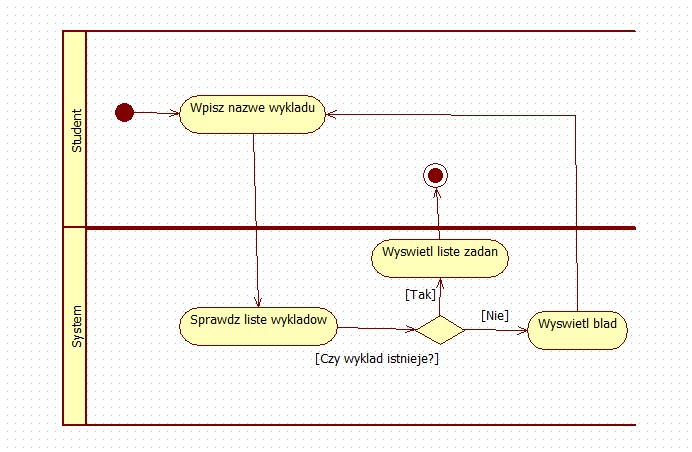 Student
Wpisz nazwe wykladu
System
Wyswietl liste zadan
[Tak]
Sprawdz liste wykladow
[Nie]
Wyswietl blad
[Czy wyklad istnieje?]